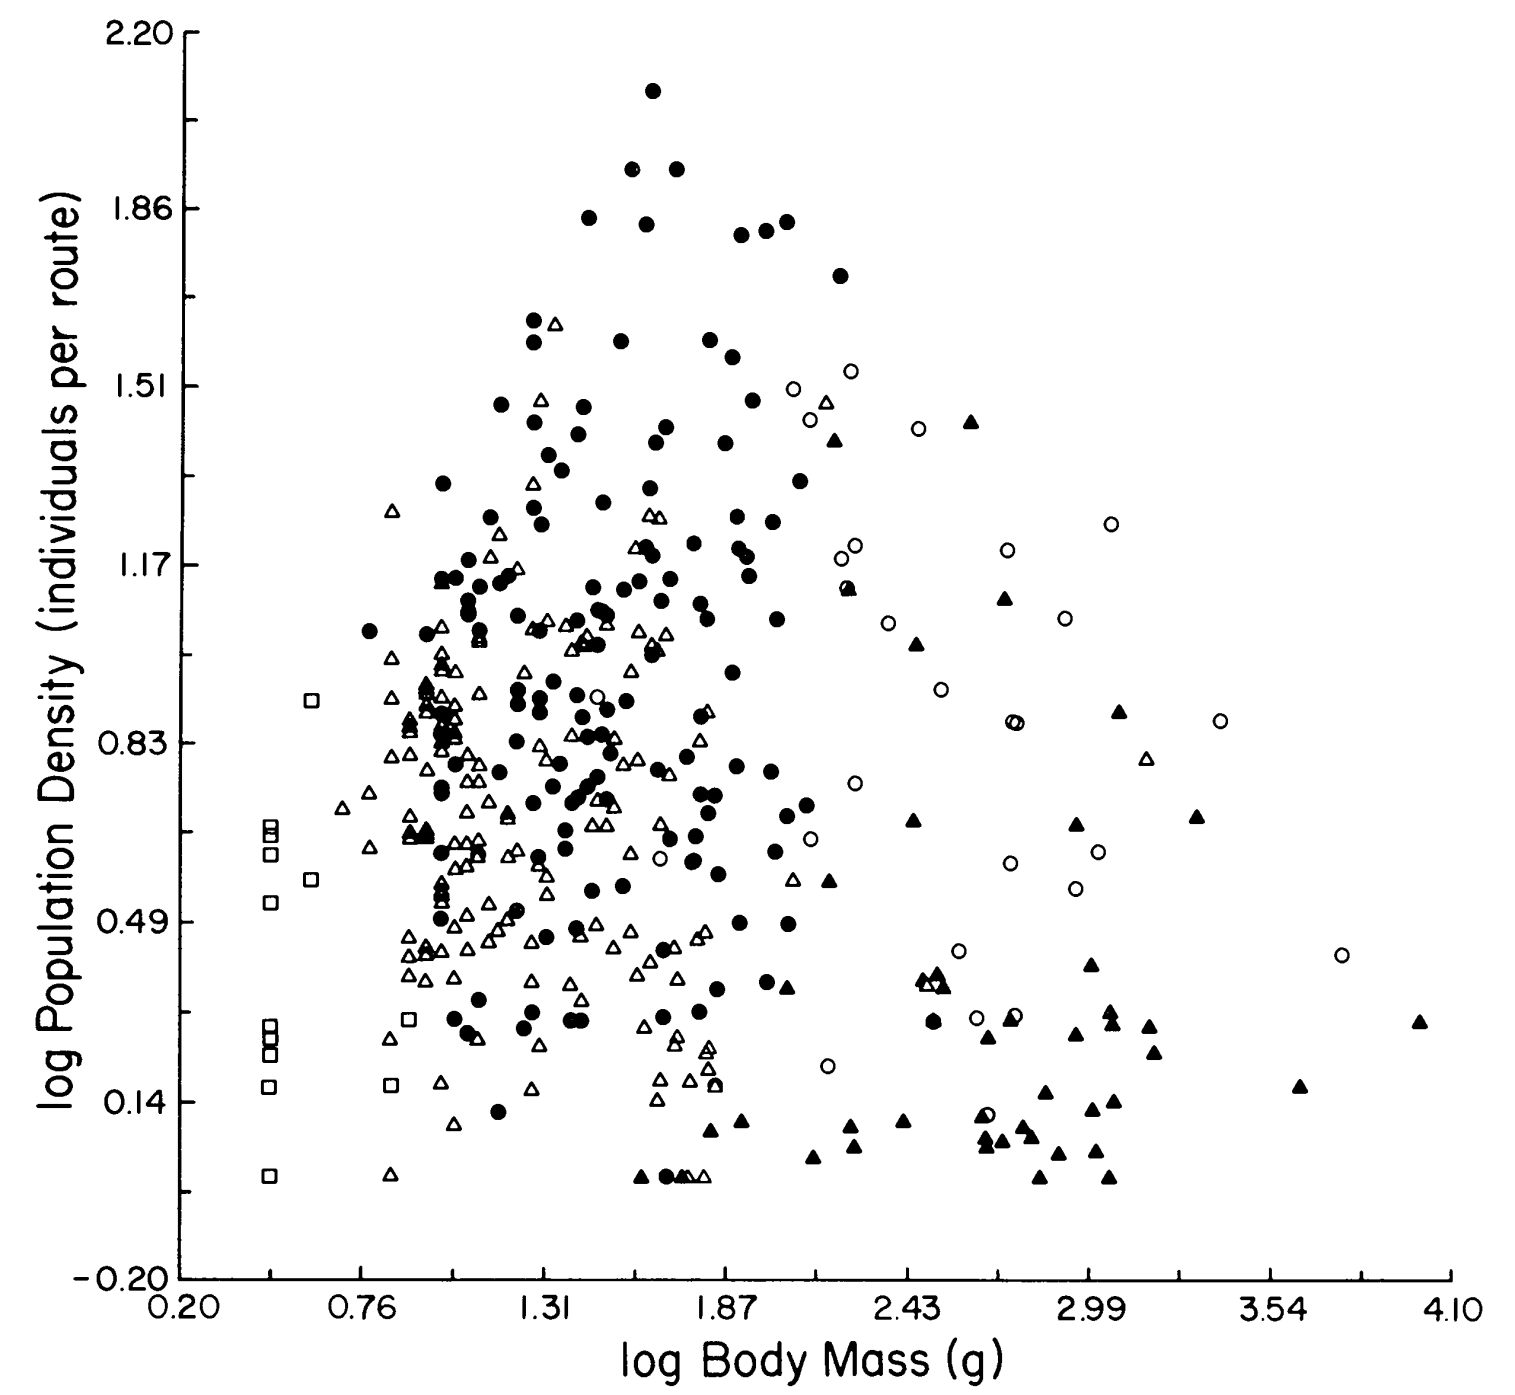 log Population Density (individuals per route)
2.20
1.86
1.51
1.17
0.83
0.49
0.14
-0.20
0.20 0.76 1.31 1.87 2.43 2.99 3.54 4.10
log Body Mass (g)